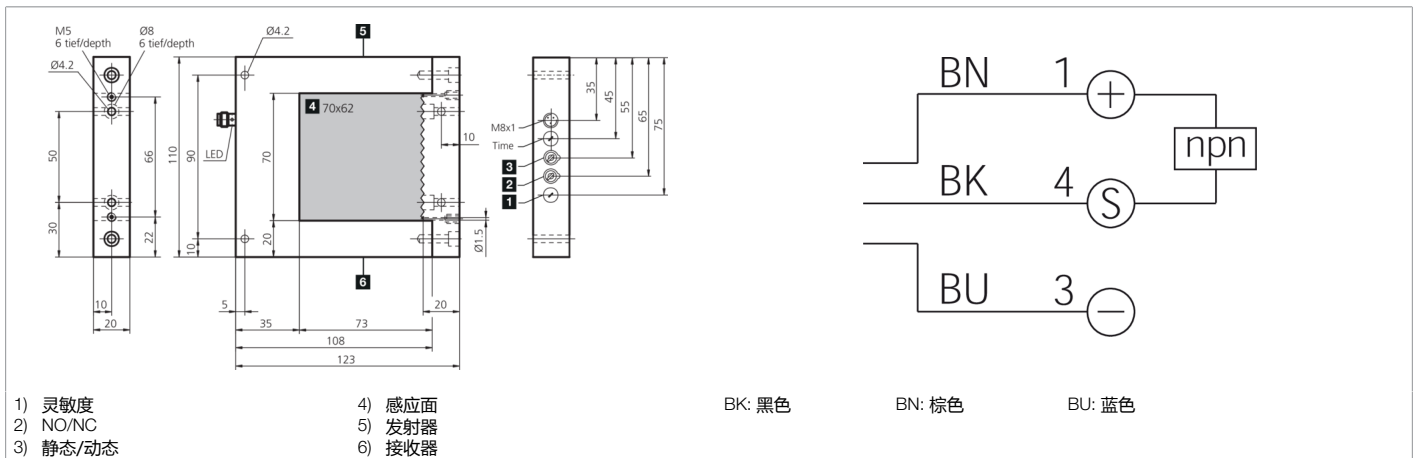 M5
6 tief/depth
Ø8
6 tief/depth
Ø4.2
50
30
66
22
10
20
Ø4.2
5
4 70x62
LED
110
90
10
70
20
10
Ø1.5
5
35
73
20
108
123
6
35
45
55
65
75
M8x1
Time
3
2
1
BN 1 +
npn
BK 4 S
BU 3 −
1) 灵敏度
2) NO/NC
3) 静态/动态
4) 感应面
5) 发射器
6) 接收器
BK: 黑色
BN: 棕色
BU: 蓝色